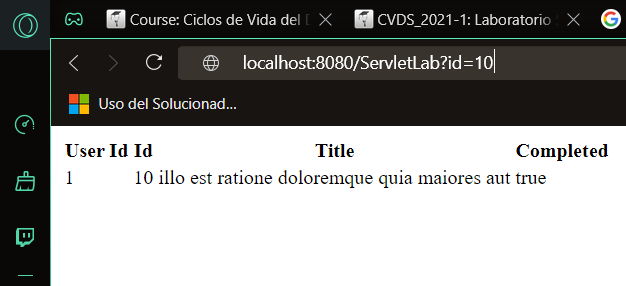 Course: Ciclos de Vida del
CVDS_2021-1: Laboratorio
localhost:8080/ServletLab?id=10
Uso del Solucionad...
User Id Id Title Completed
1 10 illo est ratione doloremque quia maiores aut true